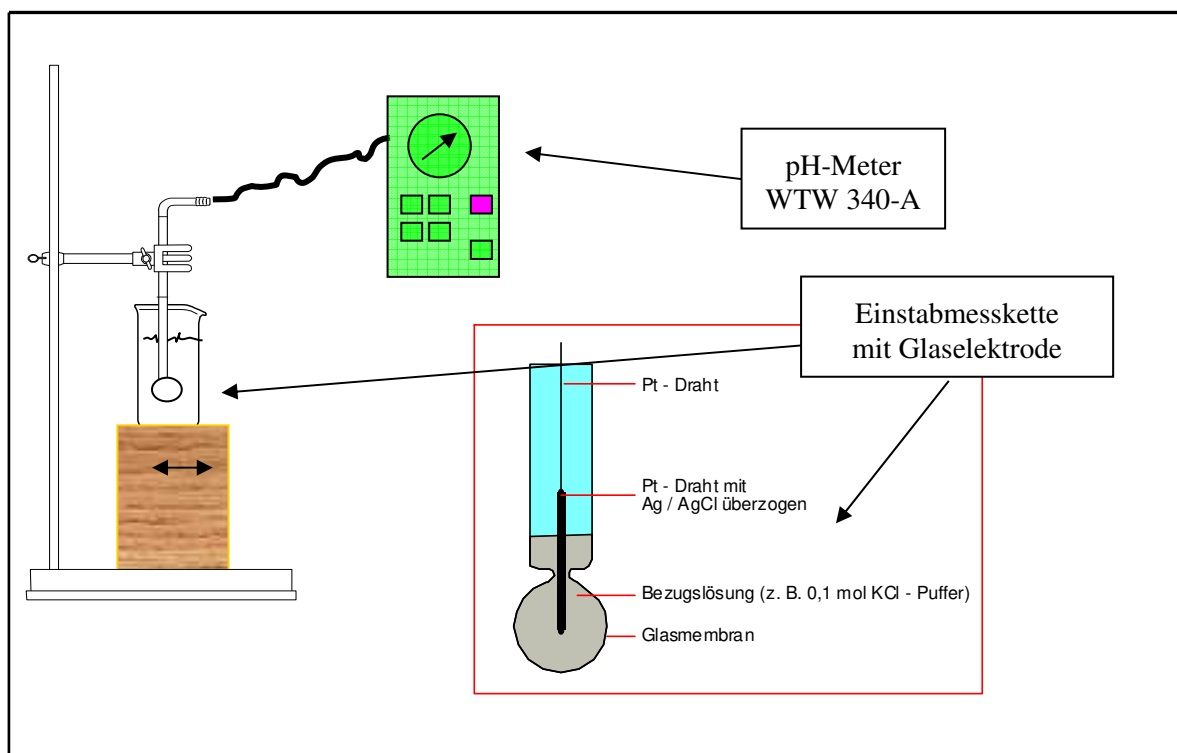 pH-Meter
WTW 340-A
Einstabmesskette
mit Glaselektrode
Pt - Draht
Pt - Draht mit
Ag / AgCl überzogen
Bezugslösung (z. B. 0,1 mol KCl - Puffer)
Glasmembran